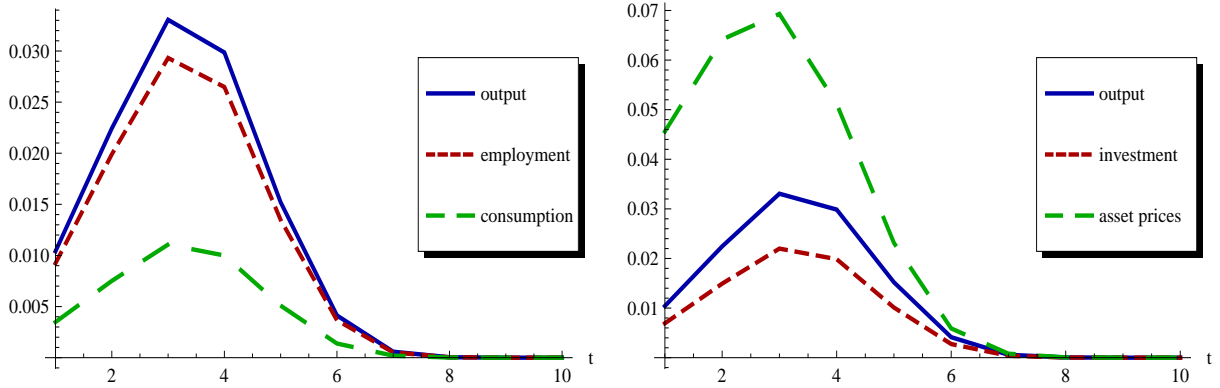 0.030
0.025
0.020
0.015
0.010
0.005
2 4 6 8 10 t
output
employment
consumption
0.07
0.06
0.05
0.04
0.03
0.02
0.01
2 4 6 8 10 t
output
investment
asset prices